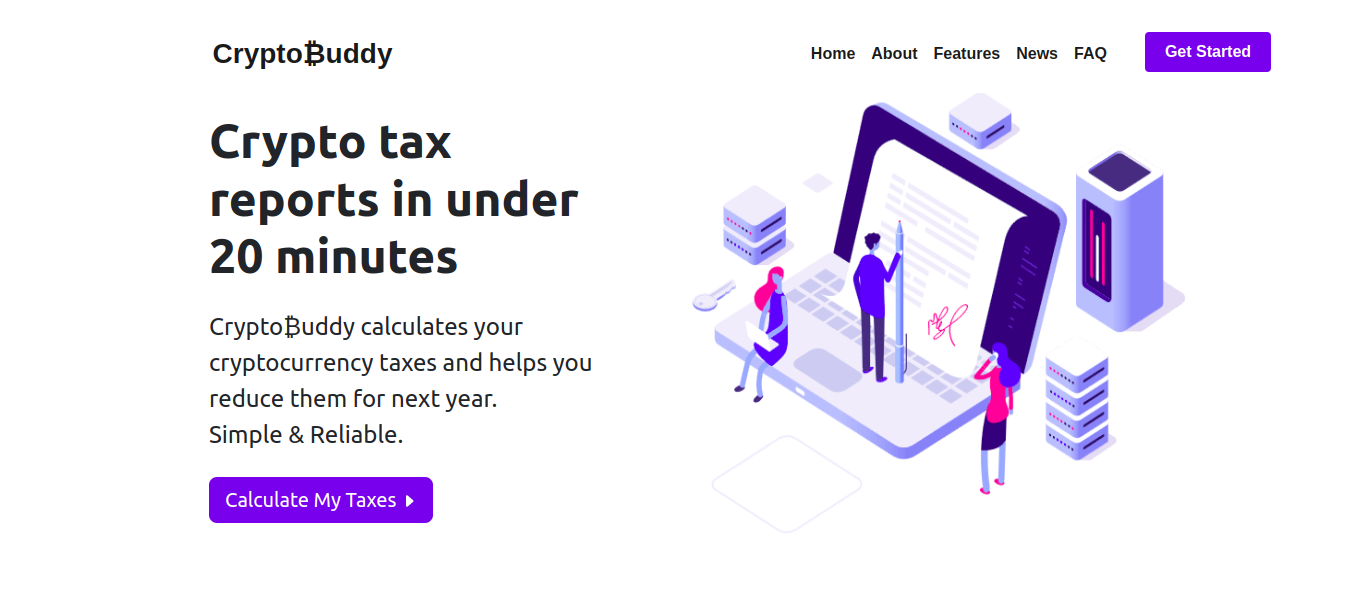 Crypto₿uddy
Home About Features News FAQ Get Started
Crypto tax
reports in under
20 minutes
Crypto₿uddy calculates your
cryptocurrency taxes and helps you
reduce them for next year.
Simple & Reliable.
Calculate My Taxes